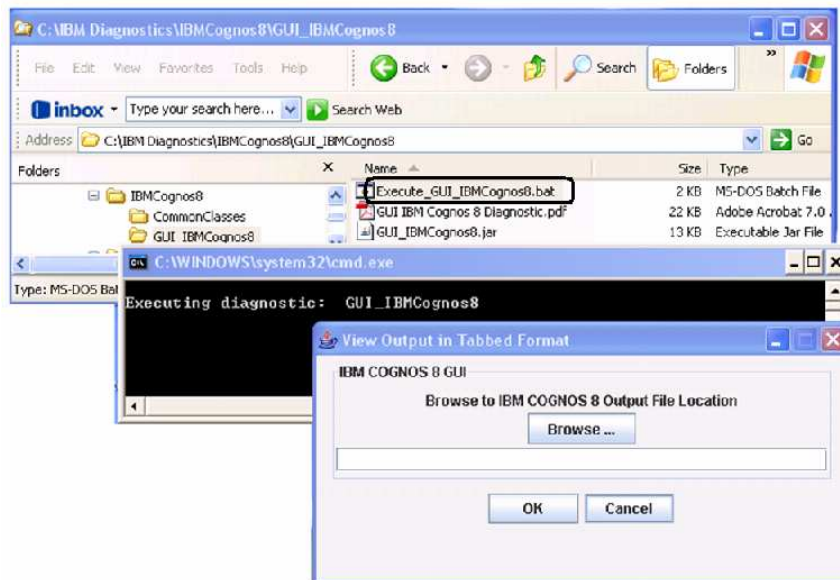 C:\IBM Diagnostics\IBMCognos8\GUI_IBMCognos8
File Edit View Favorites Tools Help Back Search Folders »
inbox Type your search here... Search Web
Address C:\IBM Diagnostics\IBMCognos8\GUI_IBMCognos8 Go
Folders X Name Size Type
IBMCognos8 Execute_GUI_IBMCognos8.bat 2 KB MS-DOS Batch File
CommonClasses GUI IBM Cognos 8 Diagnostic.pdf 22 KB Adobe Acrobat 7.0
GUI_IBMCognos8 GUI_IBMCognos8.jar 13 KB Executable Jar File
C:\WINDOWS\system32\cmd.exe
Type: MS-DOS Bat
Executing diagnostic: GUI_IBMCognos8
View Output in Tabbed Format
IBM COGNOS 8 GUI
Browse to IBM COGNOS 8 Output File Location
Browse ...
OK Cancel